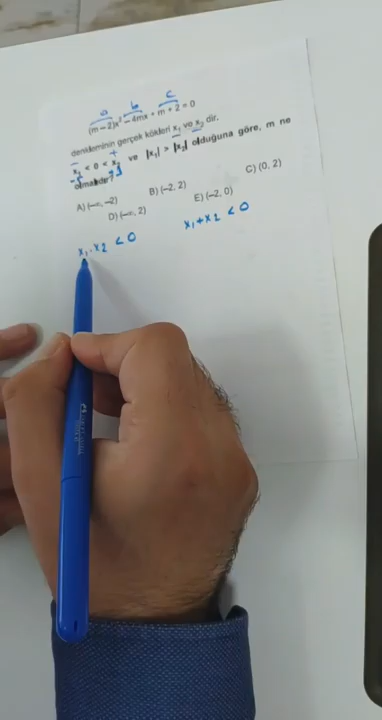 a b c
(m – 2)x² – 4mx + m + 2 = 0
denkleminin gerçek kökleri x₁ ve x₂ dir.
– +
x₁ < 0 < x₂ ve |x₁| > |x₂| olduğuna göre, m ne
olmalıdır?
A) (–∞, –2) B) (–2, 2) C) (0, 2)
D) (–∞, 2) E) (–2, 0)
x₁ . x₂ < 0 x₁ + x₂ < 0